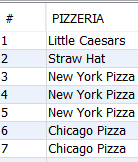 # PIZZERIA
1 Little Caesars
2 Straw Hat
3 New York Pizza
4 New York Pizza
5 New York Pizza
6 Chicago Pizza
7 Chicago Pizza